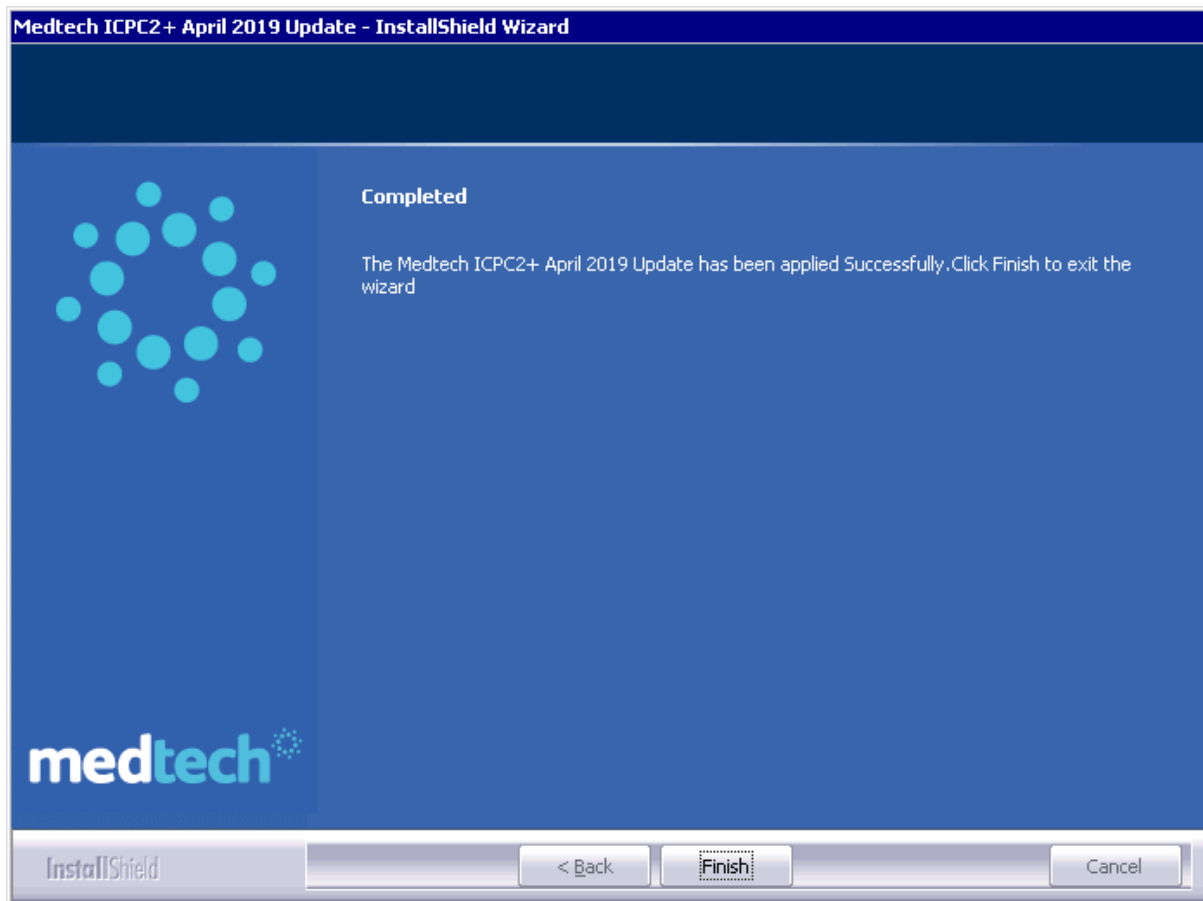 Medtech ICPC2+ April 2019 Update - InstallShield Wizard
Completed
The Medtech ICPC2+ April 2019 Update has been applied Successfully.Click Finish to exit the
wizard
medtech
InstallShield
< Back
Finish
Cancel